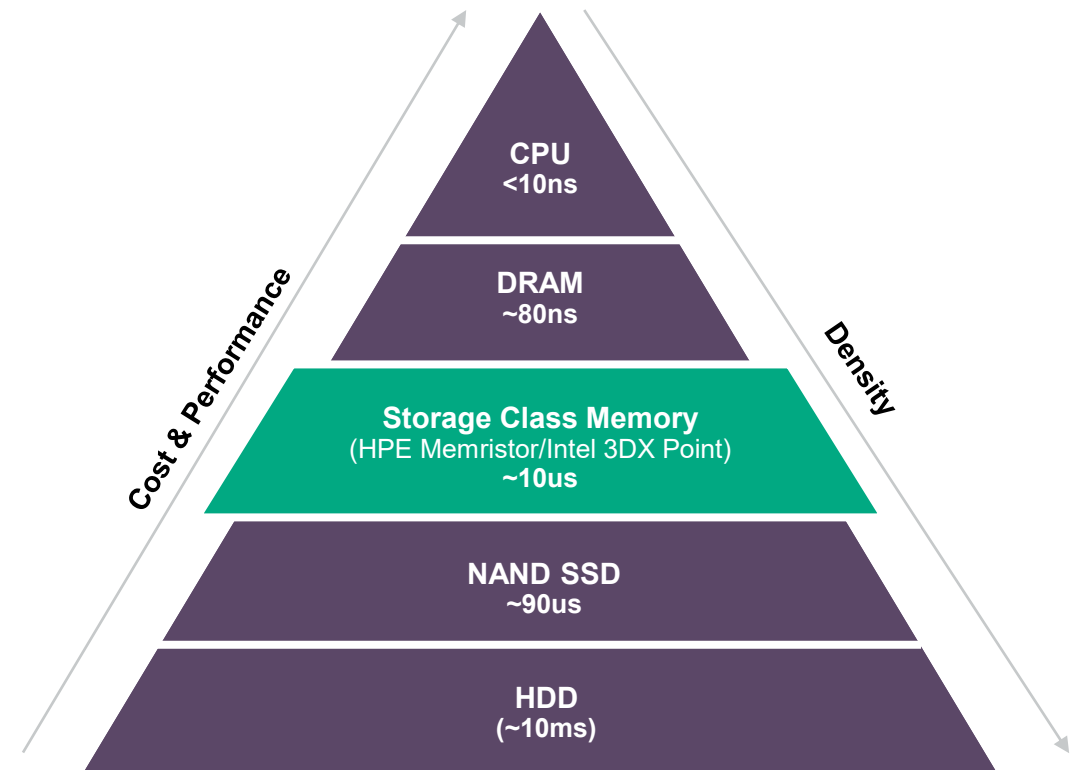 CPU
<10ns
DRAM
~80ns
Cost & Performance
Density
Storage Class Memory
(HPE Memristor/Intel 3DX Point)
~10us
NAND SSD
~90us
HDD
(~10ms)